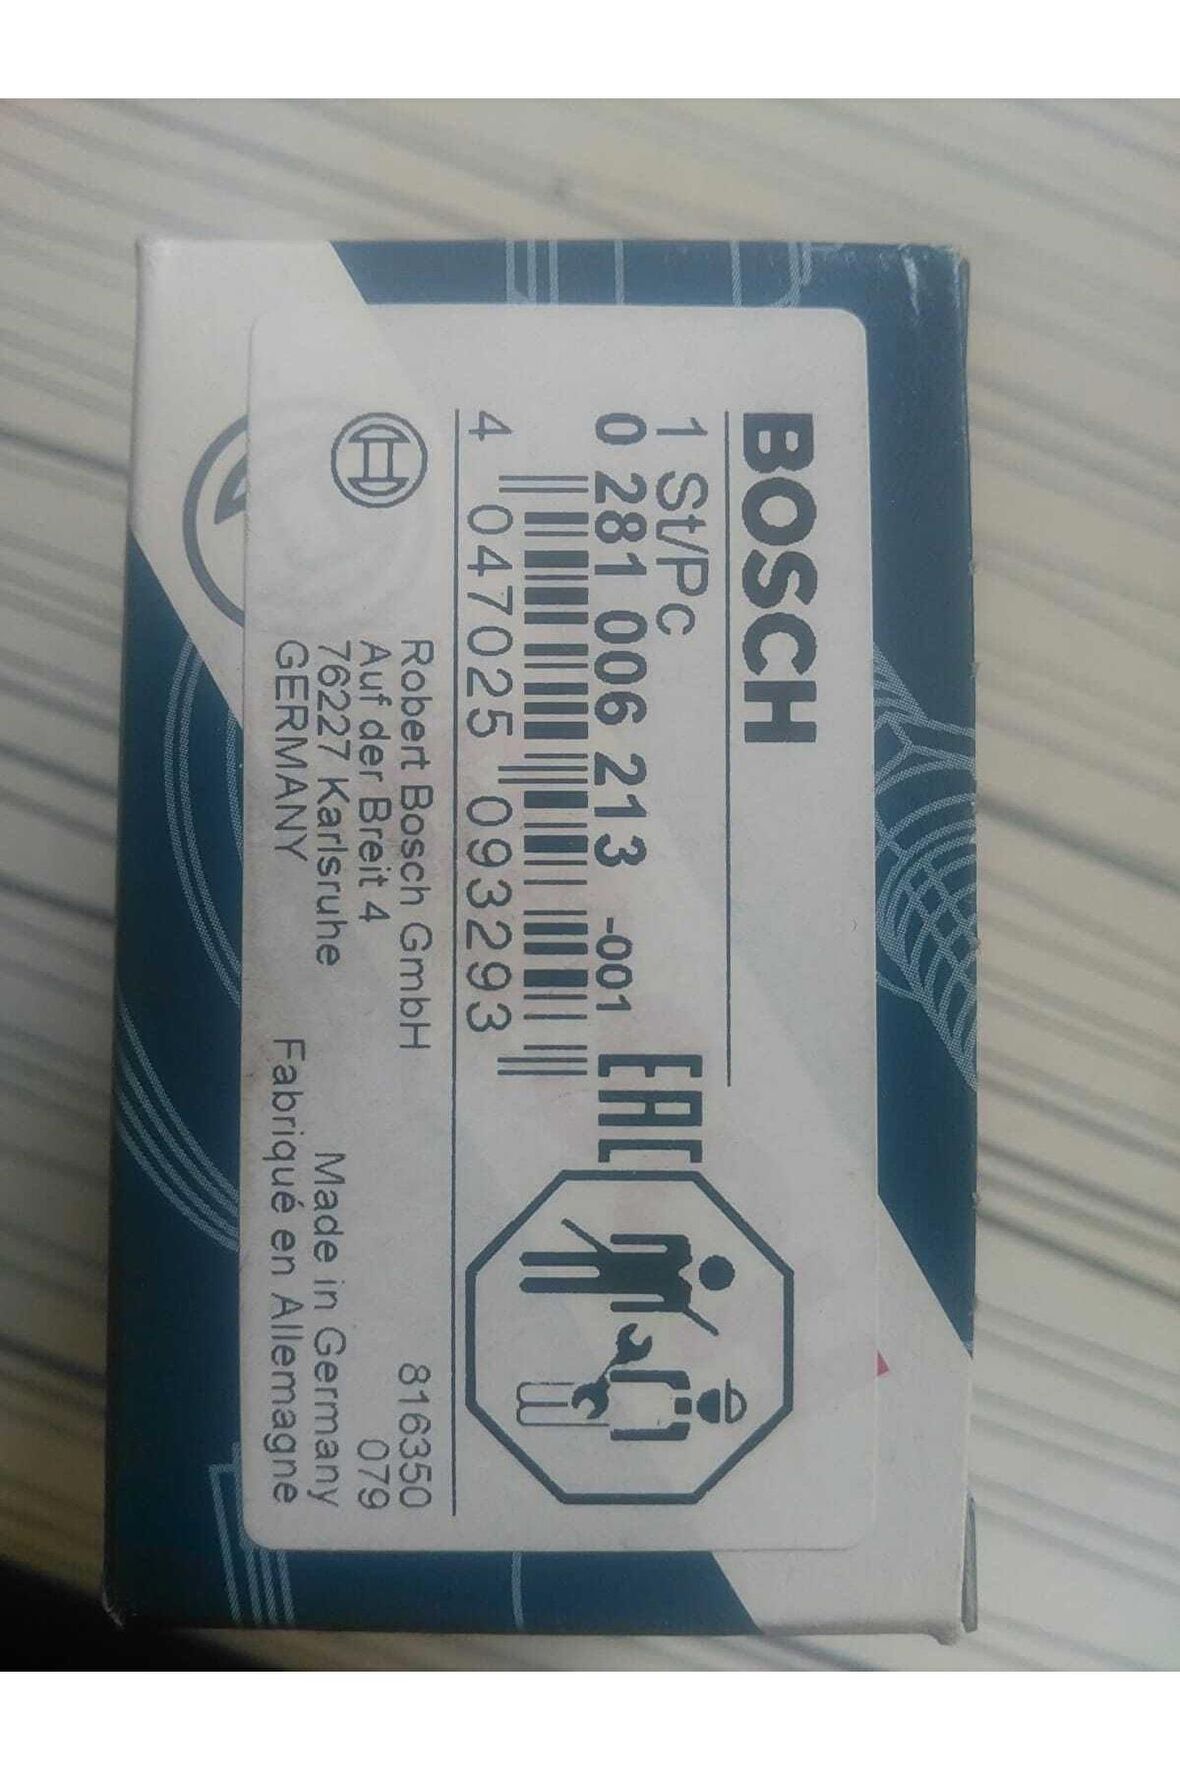 BOSCH
1 St/Pc
0 281 006 213 -001
EAC
4 047025 093293
Robert Bosch GmbH
Auf der Breit 4
76227 Karlsruhe
GERMANY
816350
079
Made in Germany
Fabriqué en Allemagne